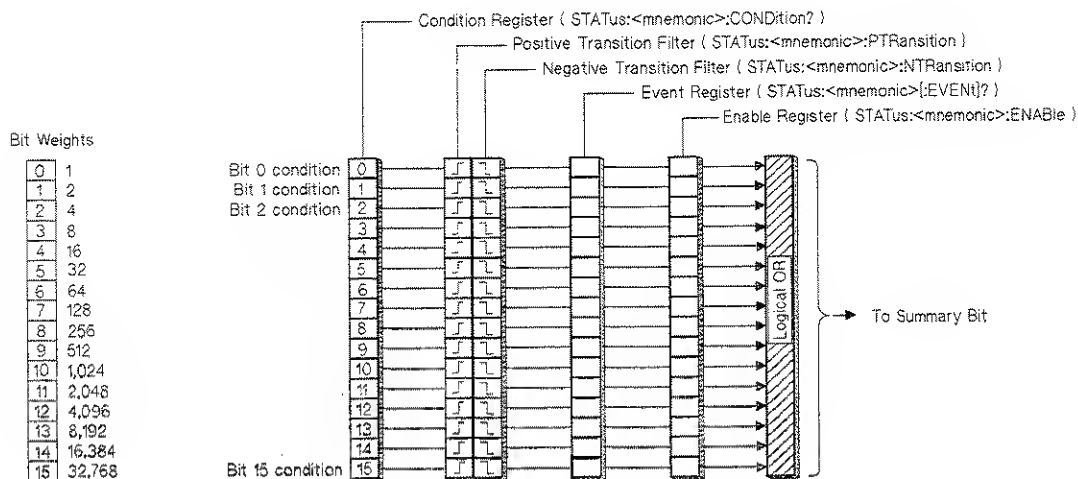 Condition Register ( STATus:<mnemonic>:CONDition? )
Positive Transition Filter ( STATus:<mnemonic>:PTRansition )
Negative Transition Filter ( STATus:<mnemonic>:NTRansition )
Event Register ( STATus:<mnemonic>[:EVENt]? )
Enable Register ( STATus:<mnemonic>:ENABle )
Bit Weights
0 1
1 2
2 4
3 8
4 16
5 32
6 64
7 128
8 256
9 512
10 1,024
11 2,048
12 4,096
13 8,192
14 16,384
15 32,768
Bit 0 condition 0
Bit 1 condition 1
Bit 2 condition 2
3
4
5
6
7
8
9
10
11
12
13
14
Bit 15 condition 15
Logical OR
To Summary Bit